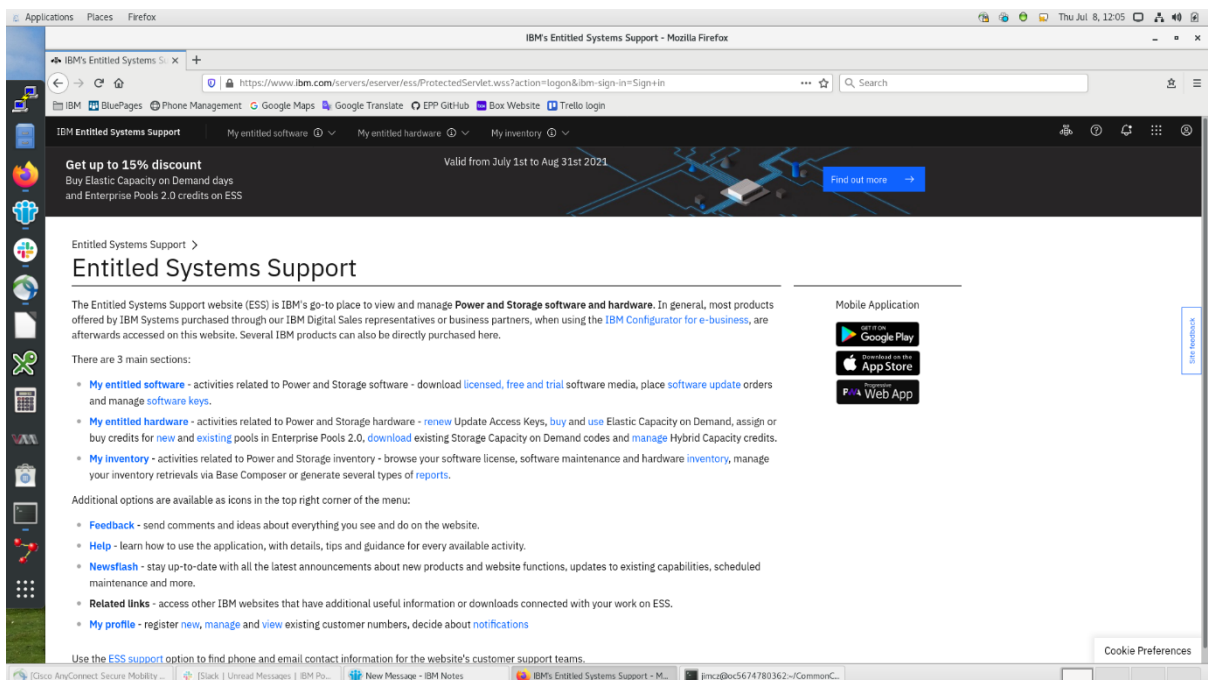 Applications Places Firefox
Thu Jul 8, 12:05
IBM's Entitled Systems Support - Mozilla Firefox
IBM's Entitled Systems Su
https://www.ibm.com/servers/eserver/ess/ProtectedServlet.wss?action=logon&ibm-sign-in=Sign+in
Search
IBM BluePages Phone Management Google Maps Google Translate EPP GitHub Box Website Trello login
IBM Entitled Systems Support My entitled software My entitled hardware My inventory
Get up to 15% discount
Valid from July 1st to Aug 31st 2021
Buy Elastic Capacity on Demand days
and Enterprise Pools 2.0 credits on ESS
Find out more →
Entitled Systems Support >
Entitled Systems Support
The Entitled Systems Support website (ESS) is IBM's go-to place to view and manage Power and Storage software and hardware. In general, most products
offered by IBM Systems purchased through our IBM Digital Sales representatives or business partners, when using the IBM Configurator for e-business, are
afterwards accessed on this website. Several IBM products can also be directly purchased here.
There are 3 main sections:
My entitled software - activities related to Power and Storage software - download licensed, free and trial software media, place software update orders
and manage software keys.
My entitled hardware - activities related to Power and Storage hardware - renew Update Access Keys, buy and use Elastic Capacity on Demand, assign or
buy credits for new and existing pools in Enterprise Pools 2.0, download existing Storage Capacity on Demand codes and manage Hybrid Capacity credits.
My inventory - activities related to Power and Storage inventory - browse your software license, software maintenance and hardware inventory, manage
your inventory retrievals via Base Composer or generate several types of reports.
Additional options are available as icons in the top right corner of the menu:
Feedback - send comments and ideas about everything you see and do on the website.
Help - learn how to use the application, with details, tips and guidance for every available activity.
Newsflash - stay up-to-date with all the latest announcements about new products and website functions, updates to existing capabilities, scheduled
maintenance and more.
Related links - access other IBM websites that have additional useful information or downloads connected with your work on ESS.
My profile - register new, manage and view existing customer numbers, decide about notifications
Use the ESS support option to find phone and email contact information for the website's customer support teams.
Mobile Application
GET IT ON
Google Play
Download on the
App Store
Progressive
PWA Web App
Site feedback
Cookie Preferences
[Cisco AnyConnect Secure Mobility ... [Slack | Unread Messages | IBM Po... New Message - IBM Notes IBM's Entitled Systems Support - M... jimcz@oc5674780362:~/CommonC...